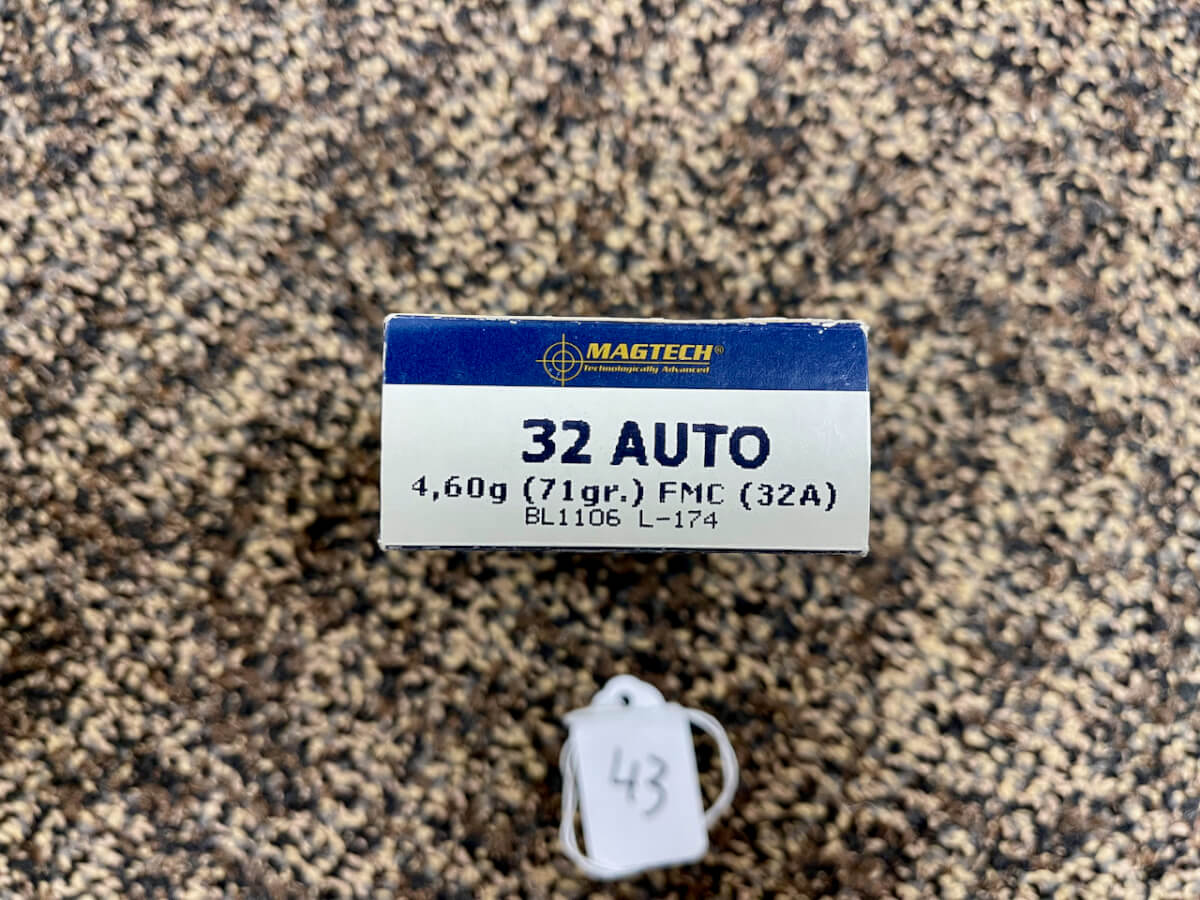 MAGTECH®
Technologically Advanced
32 AUTO
4,60g (71gr.) FMC (32A)
BL1106 L-174
43